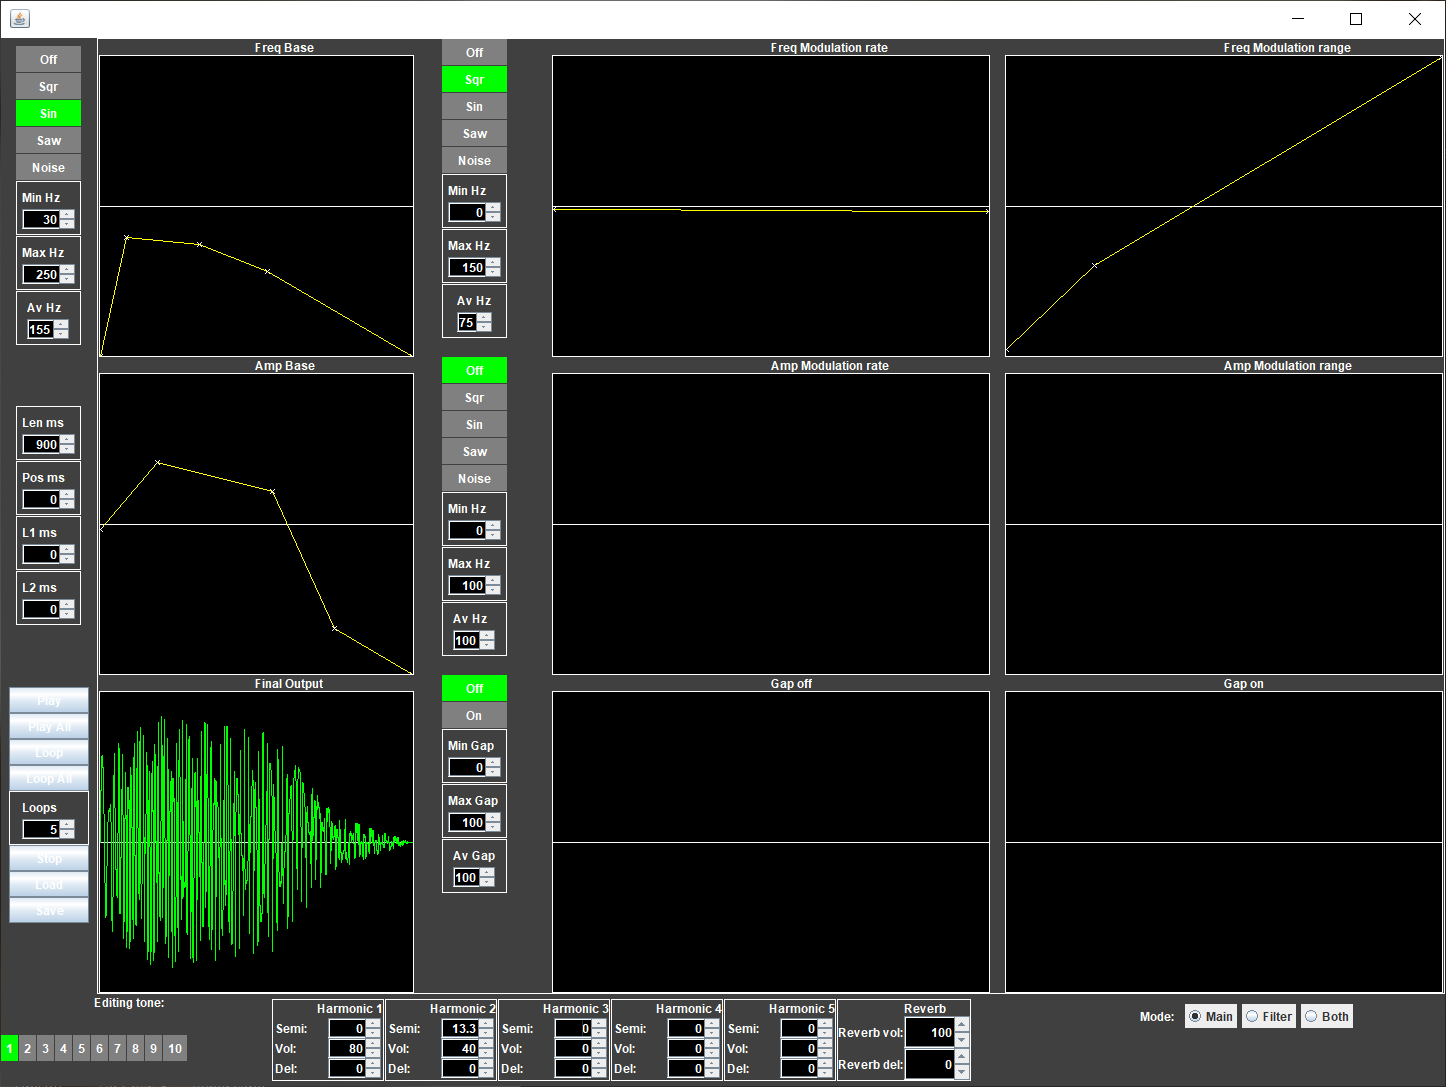 Freq Base
Freq Modulation rate
Freq Modulation range
Off
Sqr
Sin
Saw
Noise
Min Hz
30
Max Hz
250
Av Hz
155
Off
Sqr
Sin
Saw
Noise
Min Hz
0
Max Hz
150
Av Hz
75
Amp Base
Amp Modulation rate
Amp Modulation range
Len ms
900
Pos ms
0
L1 ms
0
L2 ms
0
Off
Sqr
Sin
Saw
Noise
Min Hz
0
Max Hz
100
Av Hz
100
Final Output
Gap off
Gap on
Play
Play All
Loop
Loop All
Loops
5
Stop
Load
Save
Off
On
Min Gap
0
Max Gap
100
Av Gap
100
Editing tone:
1 2 3 4 5 6 7 8 9 10
Harmonic 1
Semi: 0
Vol: 80
Del: 0
Harmonic 2
Semi: 13.3
Vol: 40
Del: 0
Harmonic 3
Semi: 0
Vol: 0
Del: 0
Harmonic 4
Semi: 0
Vol: 0
Del: 0
Harmonic 5
Semi: 0
Vol: 0
Del: 0
Reverb
Reverb vol: 100
Reverb del: 0
Mode: Main Filter Both